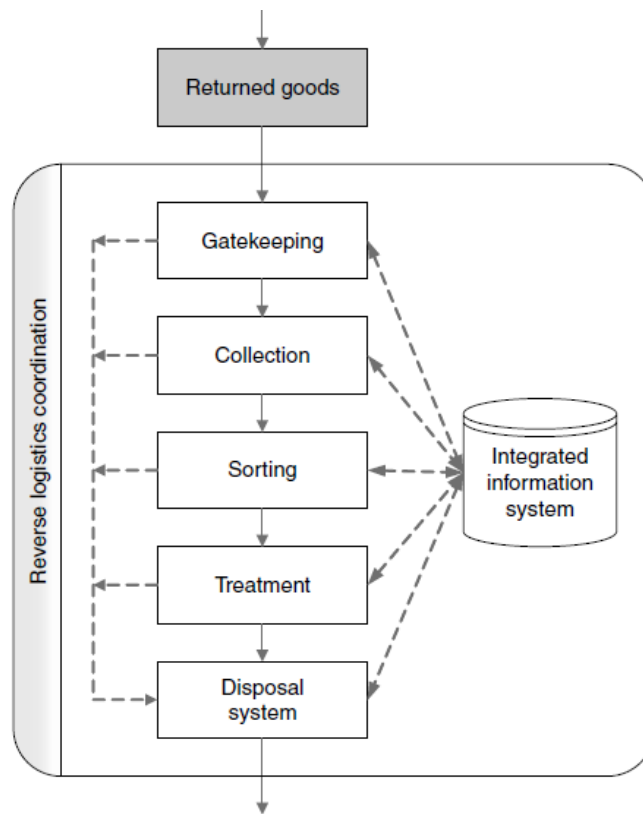 Returned goods
Reverse logistics coordination
Gatekeeping
Collection
Sorting
Treatment
Disposal
system
Integrated
information
system